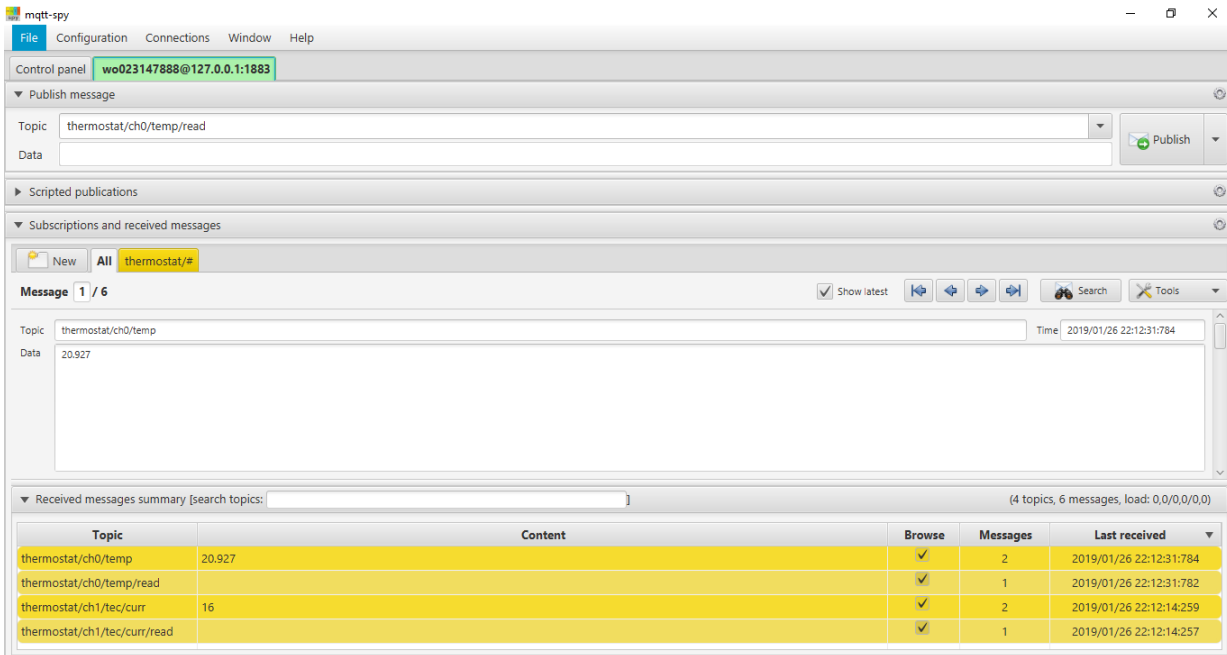 mqtt-spy
File Configuration Connections Window Help
Control panel wo023147888@127.0.0.1:1883
Publish message
Topic thermostat/ch0/temp/read
Publish
Data
Scripted publications
Subscriptions and received messages
New All thermostat/#
Message 1 / 6 Show latest Search Tools
Topic thermostat/ch0/temp Time 2019/01/26 22:12:31:784
Data 20.927
Received messages summary [search topics: ] (4 topics, 6 messages, load: 0,0/0,0/0,0)
Topic Content Browse Messages Last received
thermostat/ch0/temp 20.927 2 2019/01/26 22:12:31:784
thermostat/ch0/temp/read 1 2019/01/26 22:12:31:782
thermostat/ch1/tec/curr 16 2 2019/01/26 22:12:14:259
thermostat/ch1/tec/curr/read 1 2019/01/26 22:12:14:257